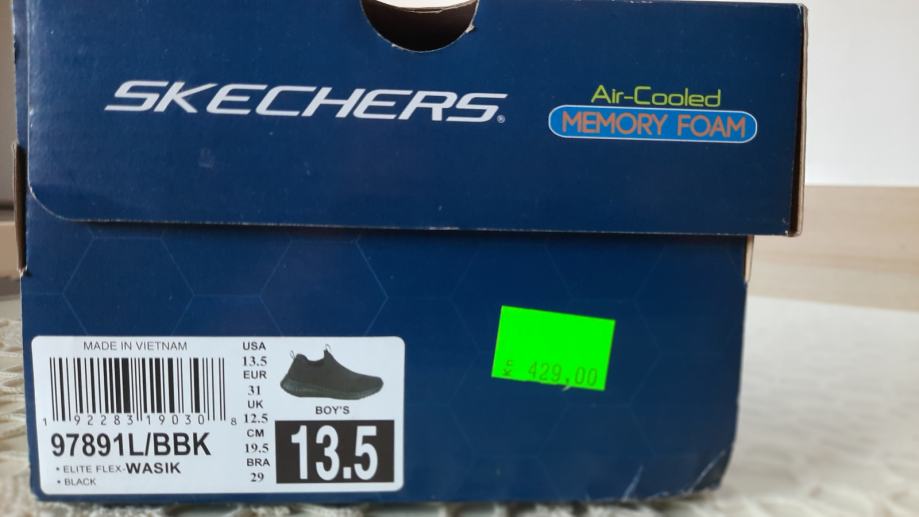 SKECHERS®
Air-Cooled
MEMORY FOAM
Kr 429,00
MADE IN VIETNAM
1 92283 19030 8
97891L/BBK
• ELITE FLEX-WASIK
• BLACK
USA
13.5
EUR
31
UK
12.5
CM
19.5
BRA
29
BOY'S
13.5